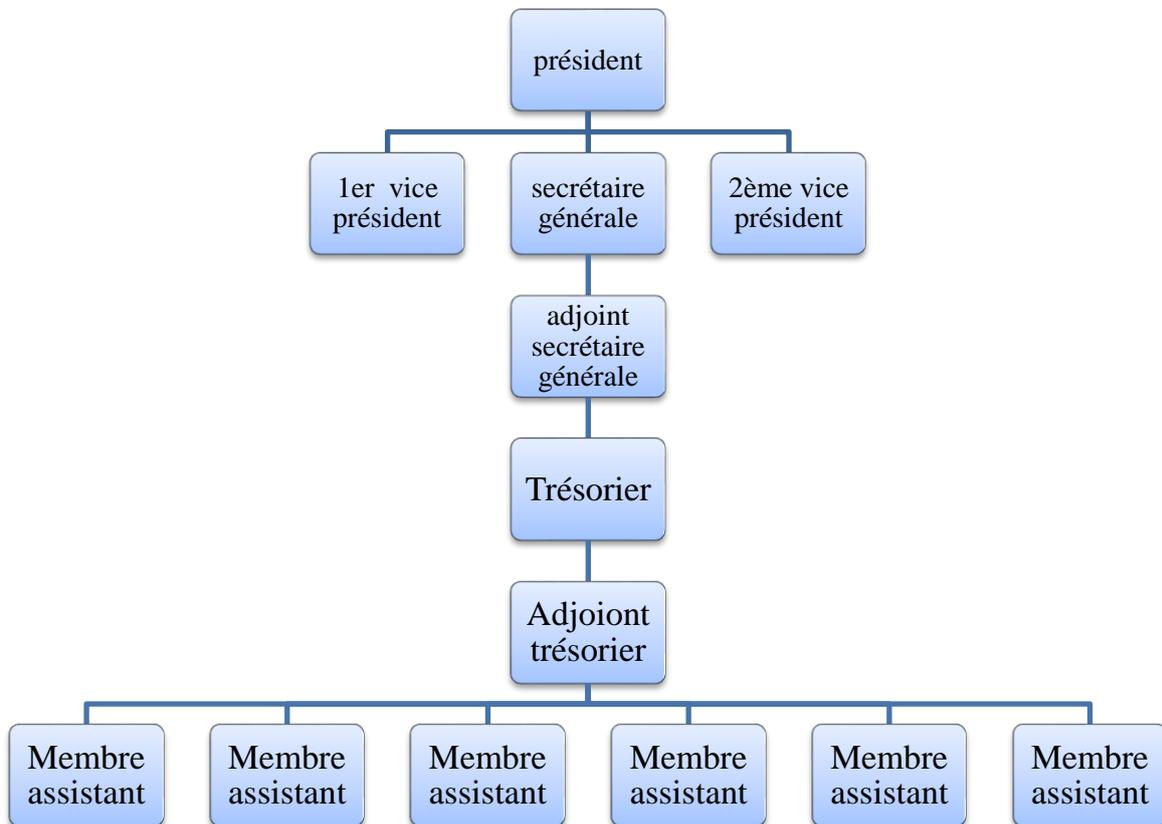 président
1er vice
président
secrétaire
générale
2ème vice
président
adjoint
secrétaire
générale
Trésorier
Adjoiont
trésorier
Membre
assistant
Membre
assistant
Membre
assistant
Membre
assistant
Membre
assistant
Membre
assistant